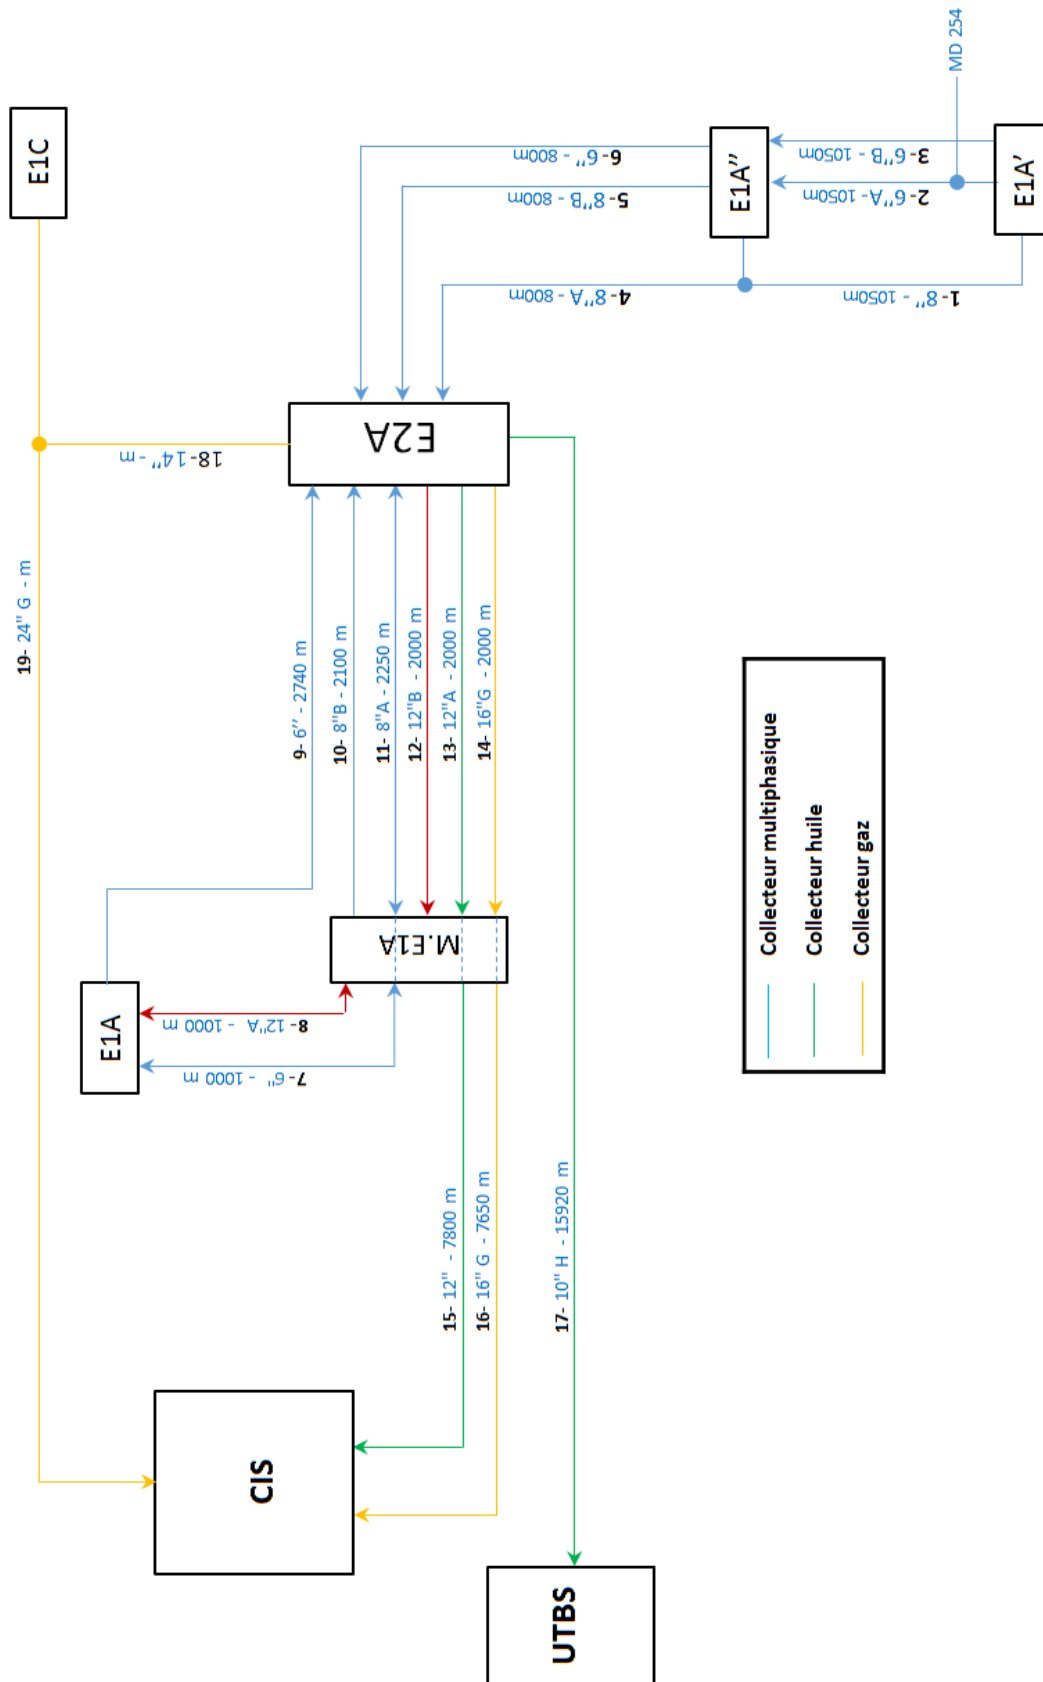 E1C
MD 254
3- 6''B - 1050m
2- 6''A- 1050m
1- 8'' - 1050m
E1A'
E1A''
6- 6'' - 800m
5- 8''B - 800m
4- 8''A - 800m
E2A
18- 14''- m
19- 24" G - m
9- 6'' - 2740 m
10- 8"B - 2100 m
11- 8"A - 2250 m
12- 12"B - 2000 m
13- 12"A - 2000 m
14- 16"G - 2000 m
M.E1A
E1A
8- 12"A - 1000 m
7- 6" - 1000 m
15- 12" - 7800 m
16- 16" G - 7650 m
17- 10" H - 15920 m
CIS
UTBS
Collecteur multiphasique
Collecteur huile
Collecteur gaz